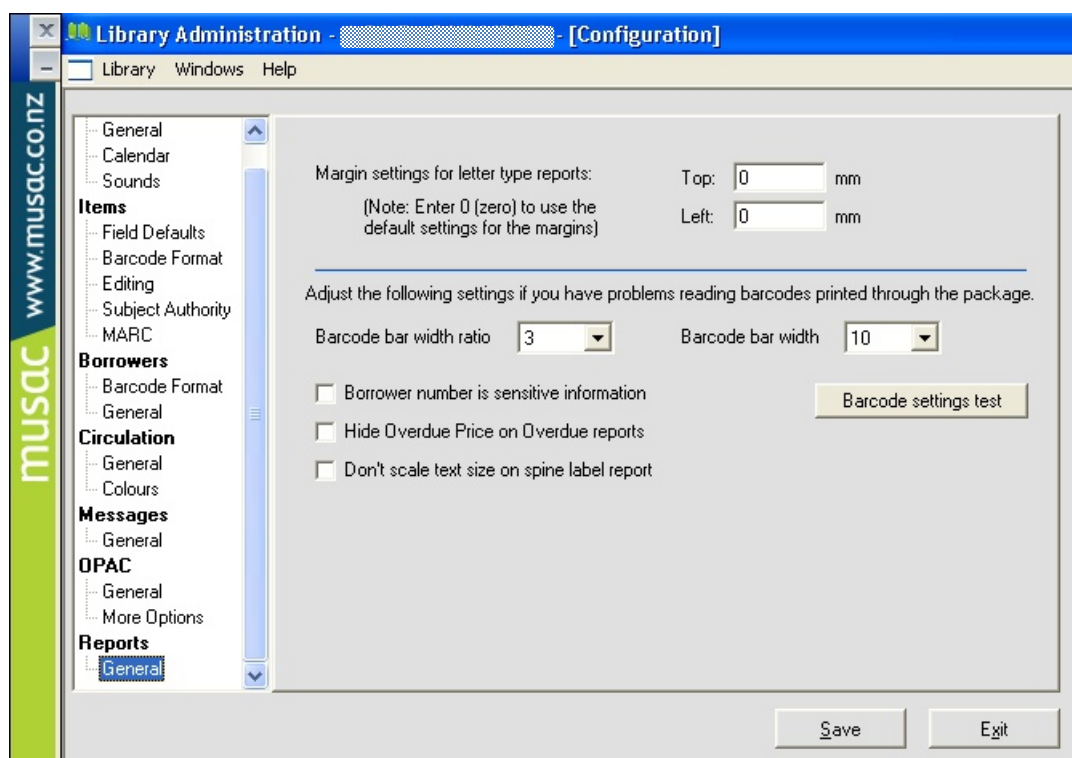 Library Administration - - [Configuration]
Library Windows Help
www.musac.co.nz
musac
General
Calendar
Sounds
Items
Field Defaults
Barcode Format
Editing
Subject Authority
MARC
Borrowers
Barcode Format
General
Circulation
General
Colours
Messages
General
OPAC
General
More Options
Reports
General
Margin settings for letter type reports:
Top: 0 mm
(Note: Enter 0 (zero) to use the
default settings for the margins)
Left: 0 mm
Adjust the following settings if you have problems reading barcodes printed through the package.
Barcode bar width ratio 3 Barcode bar width 10
Borrower number is sensitive information
Barcode settings test
Hide Overdue Price on Overdue reports
Don't scale text size on spine label report
Save Exit